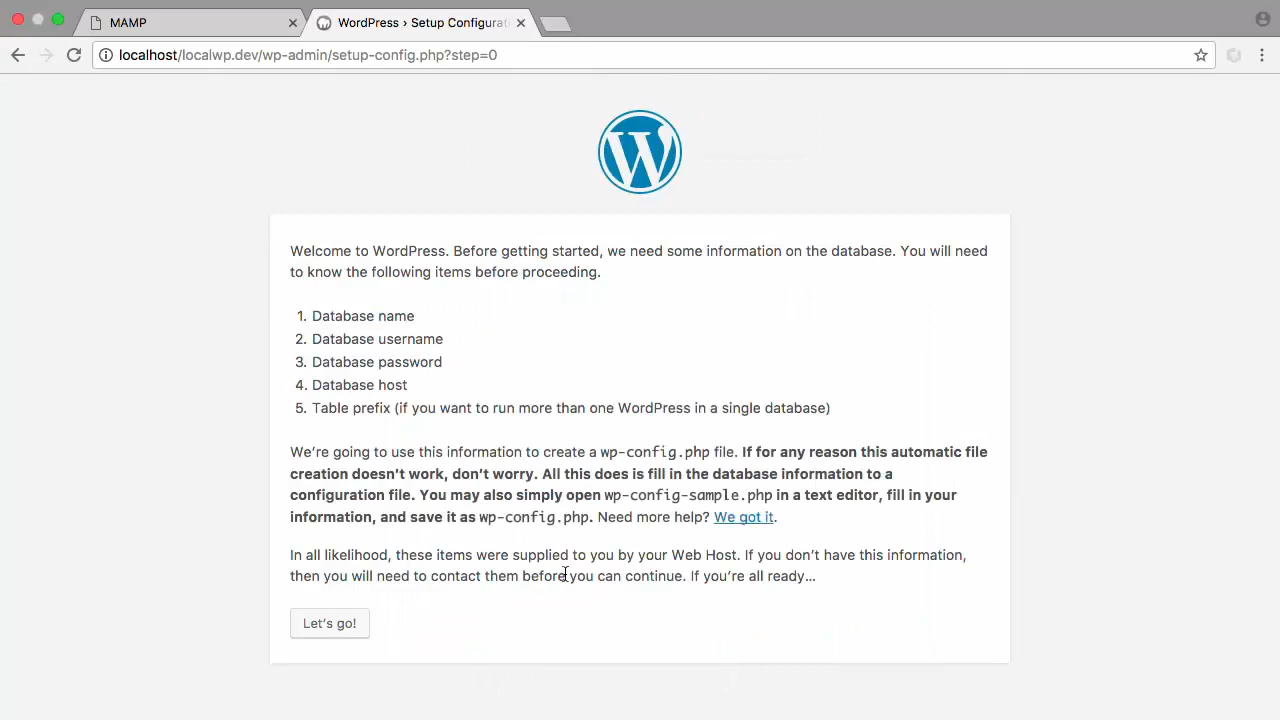 MAMP
WordPress › Setup Configurat
localhost/localwp.dev/wp-admin/setup-config.php?step=0
W
Welcome to WordPress. Before getting started, we need some information on the database. You will need
to know the following items before proceeding.
1. Database name
2. Database username
3. Database password
4. Database host
5. Table prefix (if you want to run more than one WordPress in a single database)
We’re going to use this information to create a wp-config.php file. If for any reason this automatic file
creation doesn’t work, don’t worry. All this does is fill in the database information to a
configuration file. You may also simply open wp-config-sample.php in a text editor, fill in your
information, and save it as wp-config.php. Need more help? We got it.
In all likelihood, these items were supplied to you by your Web Host. If you don’t have this information,
then you will need to contact them before you can continue. If you’re all ready…
Let’s go!